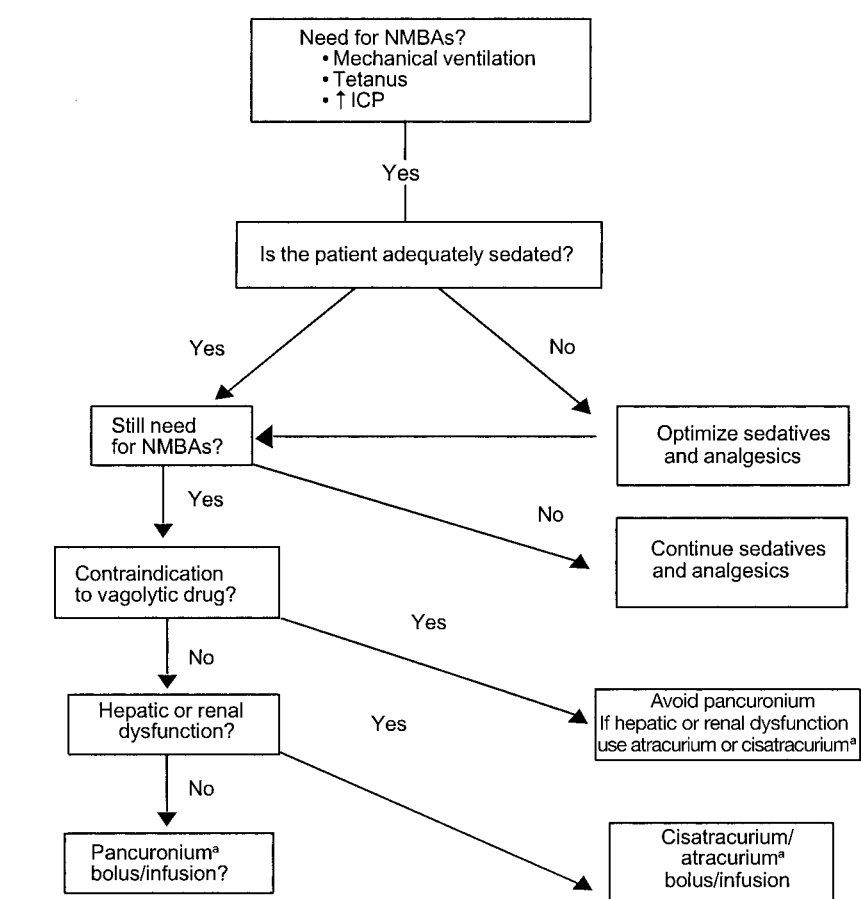 Need for NMBAs?
• Mechanical ventilation
• Tetanus
• ↑ ICP
Yes
Is the patient adequately sedated?
Yes
No
Still need
for NMBAs?
Optimize sedatives
and analgesics
Yes
No
Continue sedatives
and analgesics
Contraindication
to vagolytic drug?
Yes
No
Avoid pancuronium
If hepatic or renal dysfunction
use atracurium or cisatracuriumᵃ
Hepatic or renal
dysfunction?
Yes
No
Pancuroniumᵃ
bolus/infusion?
Cisatracurium/
atracuriumᵃ
bolus/infusion